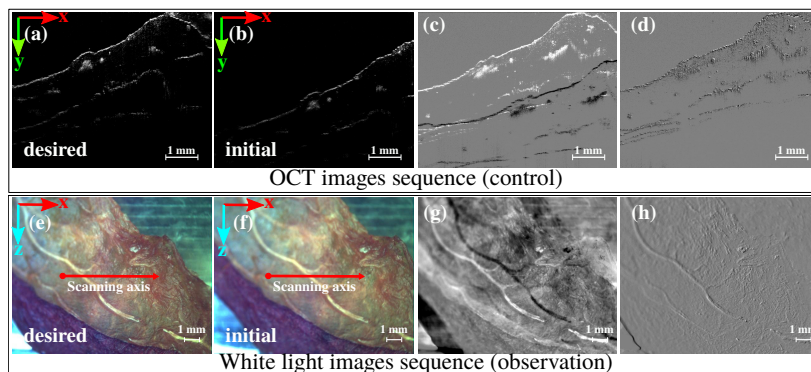 (a) x
y
desired
1 mm
(b) x
y
initial
1 mm
(c)
1 mm
(d)
1 mm
OCT images sequence (control)
(e) x
z
Scanning axis
desired
1 mm
(f) x
z
Scanning axis
initial
1 mm
(g)
1 mm
(h)
1 mm
White light images sequence (observation)